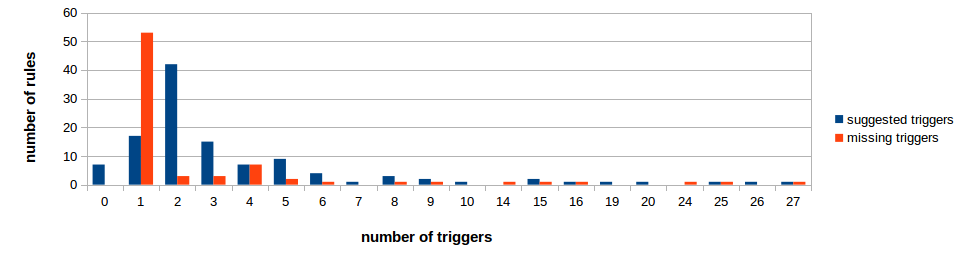 60
50
40
30
20
10
0
number of rules
0 1 2 3 4 5 6 7 8 9 10 14 15 16 19 20 24 25 26 27
number of triggers
suggested triggers
missing triggers